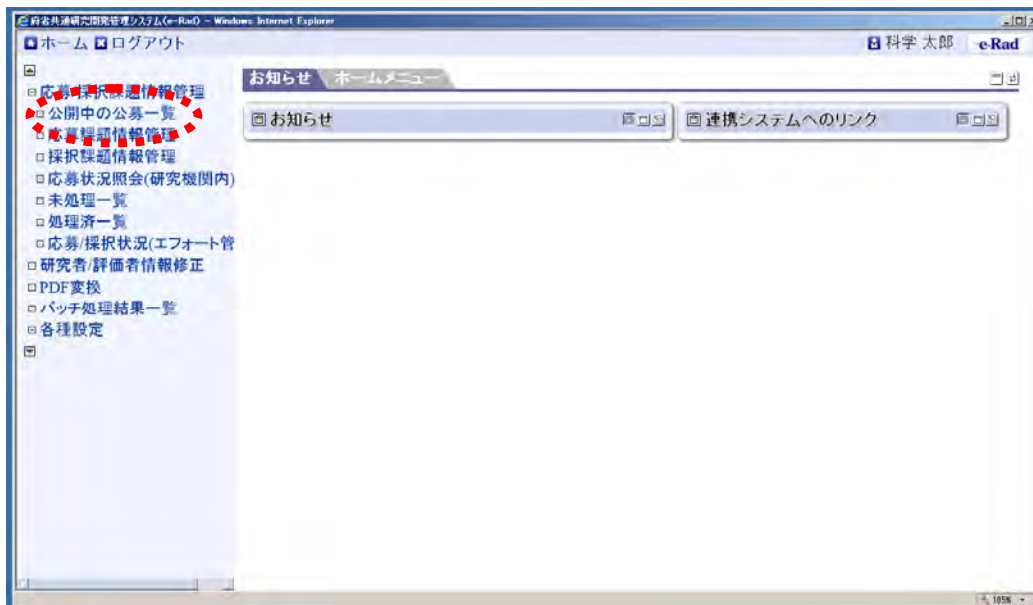 府省共通研究開発管理システム(e-Rad) - Windows Internet Explorer
ホーム ログアウト
科学 太郎 e-Rad
応募/採択課題情報管理
公開中の公募一覧
応募課題情報管理
採択課題情報管理
応募状況照会(研究機関内)
未処理一覧
処理済一覧
応募/採択状況(エフォート管
研究者/評価者情報修正
PDF変換
バッチ処理結果一覧
各種設定
お知らせ ホームメニュー
お知らせ
連携システムへのリンク
105%